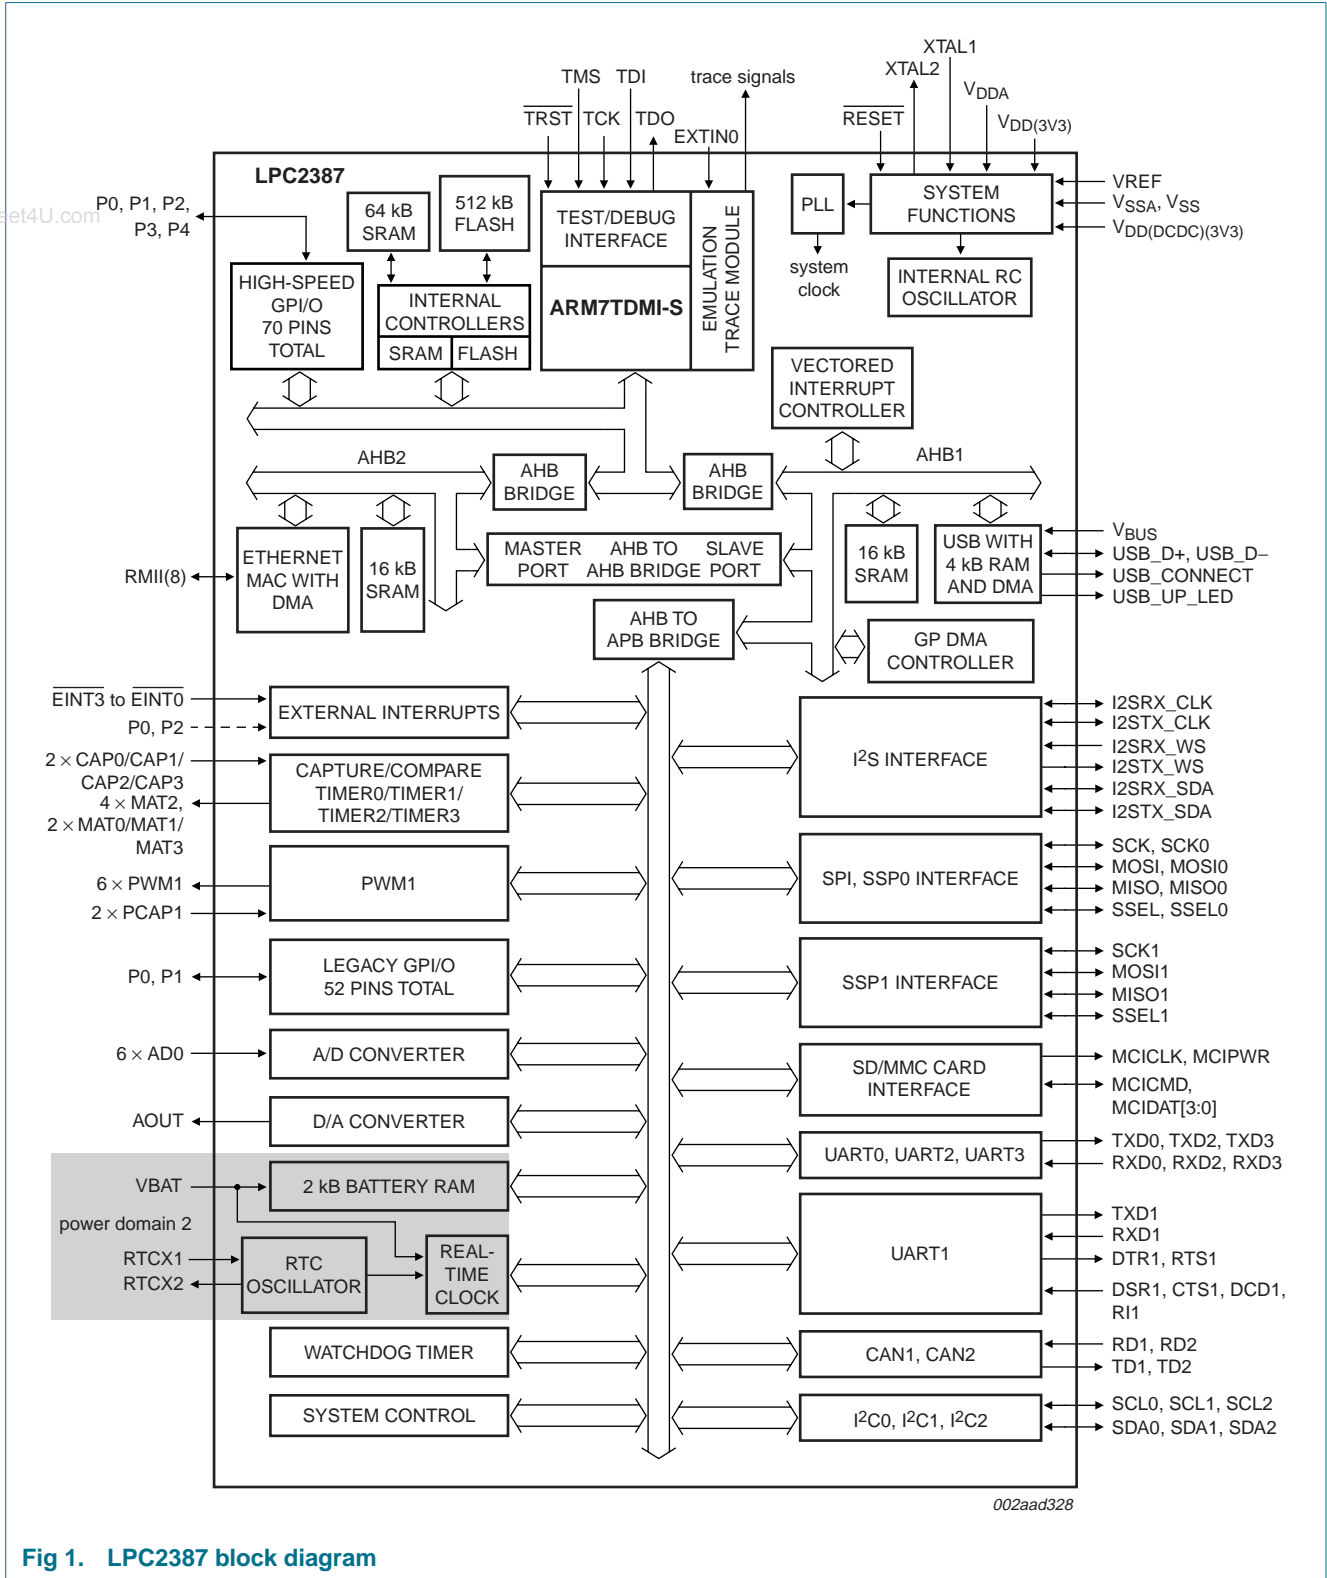 XTAL1
XTAL2
TMS TDI trace signals
VDDA
TRST TCK TDO
RESET
VDD(3V3)
EXTIN0
LPC2387
eet4U.com
P0, P1, P2,
P3, P4
64 kB
SRAM
512 kB
FLASH
TEST/DEBUG
INTERFACE
EMULATION
TRACE MODULE
PLL
SYSTEM
FUNCTIONS
VREF
VSSA, VSS
VDD(DCDC)(3V3)
system
clock
HIGH-SPEED
GPI/O
70 PINS
TOTAL
INTERNAL
CONTROLLERS
SRAM FLASH
ARM7TDMI-S
INTERNAL RC
OSCILLATOR
VECTORED
INTERRUPT
CONTROLLER
AHB2
AHB
BRIDGE
AHB
BRIDGE
AHB1
RMII(8)
ETHERNET
MAC WITH
DMA
16 kB
SRAM
MASTER
PORT
AHB TO
AHB BRIDGE
SLAVE
PORT
16 kB
SRAM
USB WITH
4 kB RAM
AND DMA
VBUS
USB_D+, USB_D−
USB_CONNECT
USB_UP_LED
AHB TO
APB BRIDGE
GP DMA
CONTROLLER
EINT3 to EINT0
P0, P2
EXTERNAL INTERRUPTS
I2S INTERFACE
I2SRX_CLK
I2STX_CLK
I2SRX_WS
I2STX_WS
I2SRX_SDA
I2STX_SDA
2 × CAP0/CAP1/
CAP2/CAP3
4 × MAT2,
2 × MAT0/MAT1/
MAT3
CAPTURE/COMPARE
TIMER0/TIMER1/
TIMER2/TIMER3
6 × PWM1
2 × PCAP1
PWM1
SPI, SSP0 INTERFACE
SCK, SCK0
MOSI, MOSI0
MISO, MISO0
SSEL, SSEL0
P0, P1
LEGACY GPI/O
52 PINS TOTAL
SSP1 INTERFACE
SCK1
MOSI1
MISO1
SSEL1
6 × AD0
A/D CONVERTER
SD/MMC CARD
INTERFACE
MCICLK, MCIPWR
MCICMD,
MCIDAT[3:0]
AOUT
D/A CONVERTER
UART0, UART2, UART3
TXD0, TXD2, TXD3
RXD0, RXD2, RXD3
VBAT
2 kB BATTERY RAM
power domain 2
RTCX1
RTCX2
RTC
OSCILLATOR
REAL-
TIME
CLOCK
UART1
TXD1
RXD1
DTR1, RTS1
DSR1, CTS1, DCD1,
RI1
WATCHDOG TIMER
CAN1, CAN2
RD1, RD2
TD1, TD2
SYSTEM CONTROL
I2C0, I2C1, I2C2
SCL0, SCL1, SCL2
SDA0, SDA1, SDA2
002aad328
Fig 1. LPC2387 block diagram